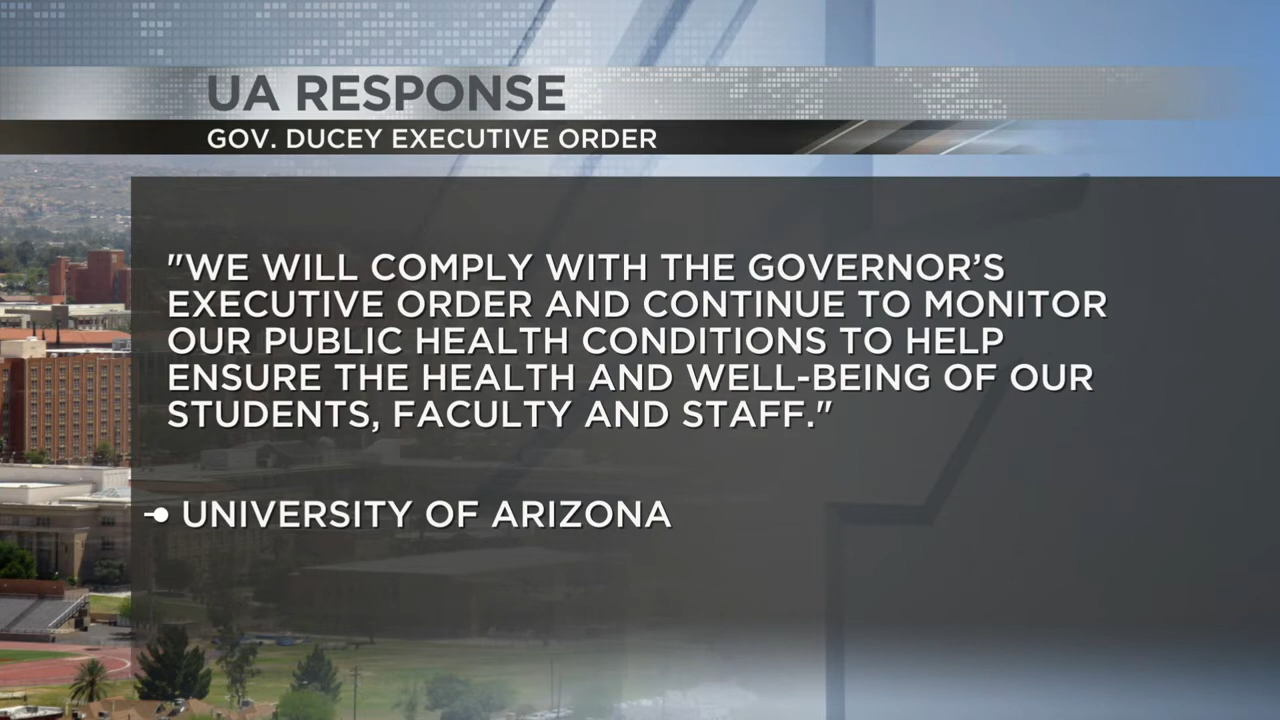 UA RESPONSE
GOV. DUCEY EXECUTIVE ORDER
"WE WILL COMPLY WITH THE GOVERNOR’S
EXECUTIVE ORDER AND CONTINUE TO MONITOR
OUR PUBLIC HEALTH CONDITIONS TO HELP
ENSURE THE HEALTH AND WELL-BEING OF OUR
STUDENTS, FACULTY AND STAFF."
UNIVERSITY OF ARIZONA